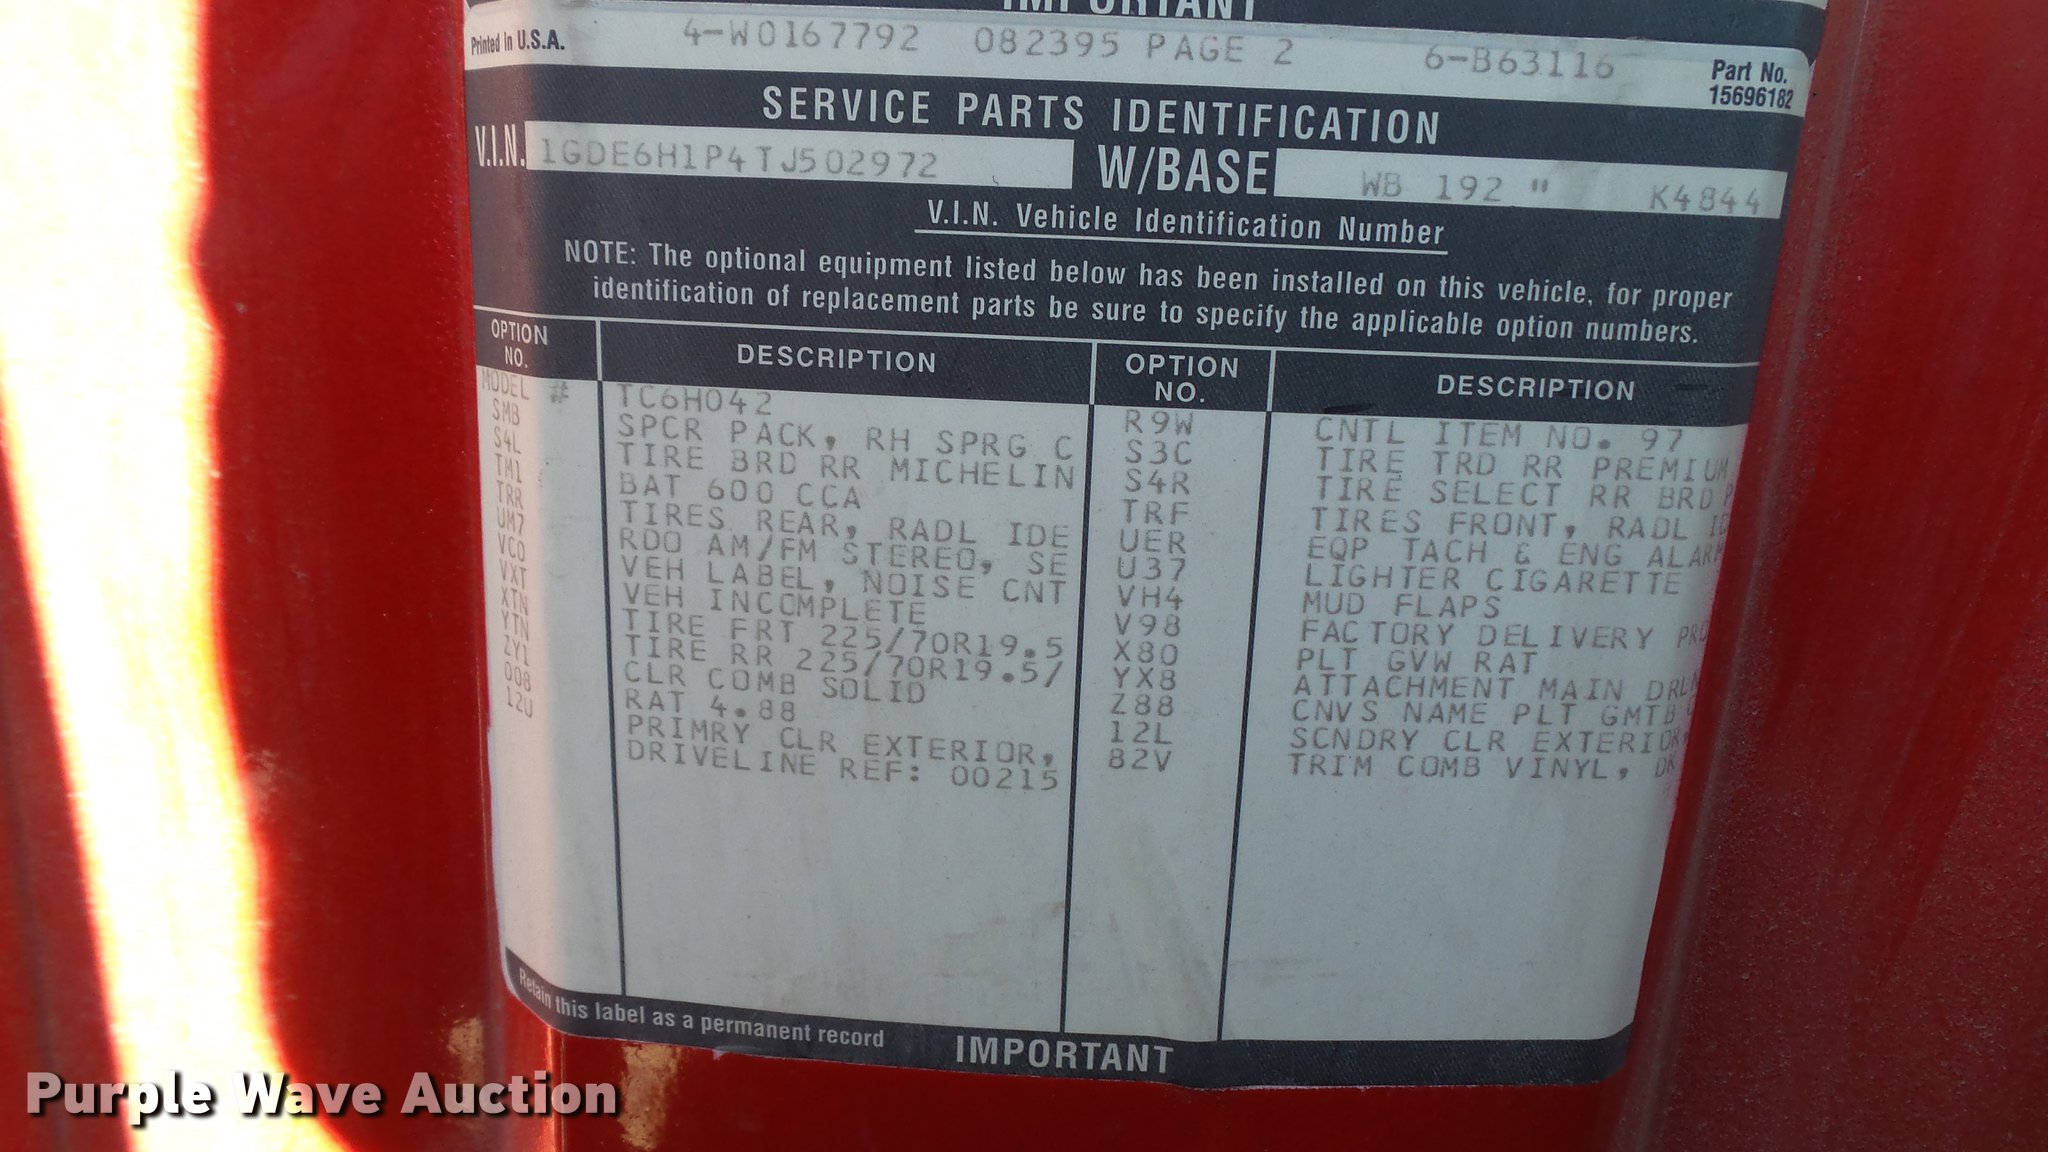 IMPORTANT
Printed in U.S.A. 4-W0167792 082395 PAGE 2 6-B63116 Part No. 15696182
SERVICE PARTS IDENTIFICATION
V.I.N. 1GDE6H1P4TJ502972 W/BASE WB 192 " K4844
V.I.N. Vehicle Identification Number
NOTE: The optional equipment listed below has been installed on this vehicle, for proper
identification of replacement parts be sure to specify the applicable option numbers.
OPTION NO. DESCRIPTION OPTION NO. DESCRIPTION
MODEL # TC6H042 R9W CNTL ITEM NO. 97
SMB SPCR PACK, RH SPRG C S3C TIRE TRD RR PREMIUM
S4L TIRE BRD RR MICHELIN S4R TIRE SELECT RR BRD
TM1 BAT 600 CCA TRF TIRES FRONT, RADL
TRR TIRES REAR, RADL IDE UER EQP TACH & ENG ALARM
UM7 RDO AM/FM STEREO, SE U37 LIGHTER CIGARETTE
VC0 VEH LABEL, NOISE CNT VH4 MUD FLAPS
VXT VEH INCOMPLETE V98 FACTORY DELIVERY
XTN TIRE FRT 225/70R19.5 X80 PLT GVW RAT
YTN TIRE RR 225/70R19.5/ YX8 ATTACHMENT MAIN
ZY1 CLR COMB SOLID Z88 CNVS NAME PLT GMTB
008 RAT 4.88 12L SCNDRY CLR EXTERIOR,
12U PRIMRY CLR EXTERIOR, 82V TRIM COMB VINYL, DK
DRIVELINE REF: 00215
Retain this label as a permanent record IMPORTANT
Purple Wave Auction